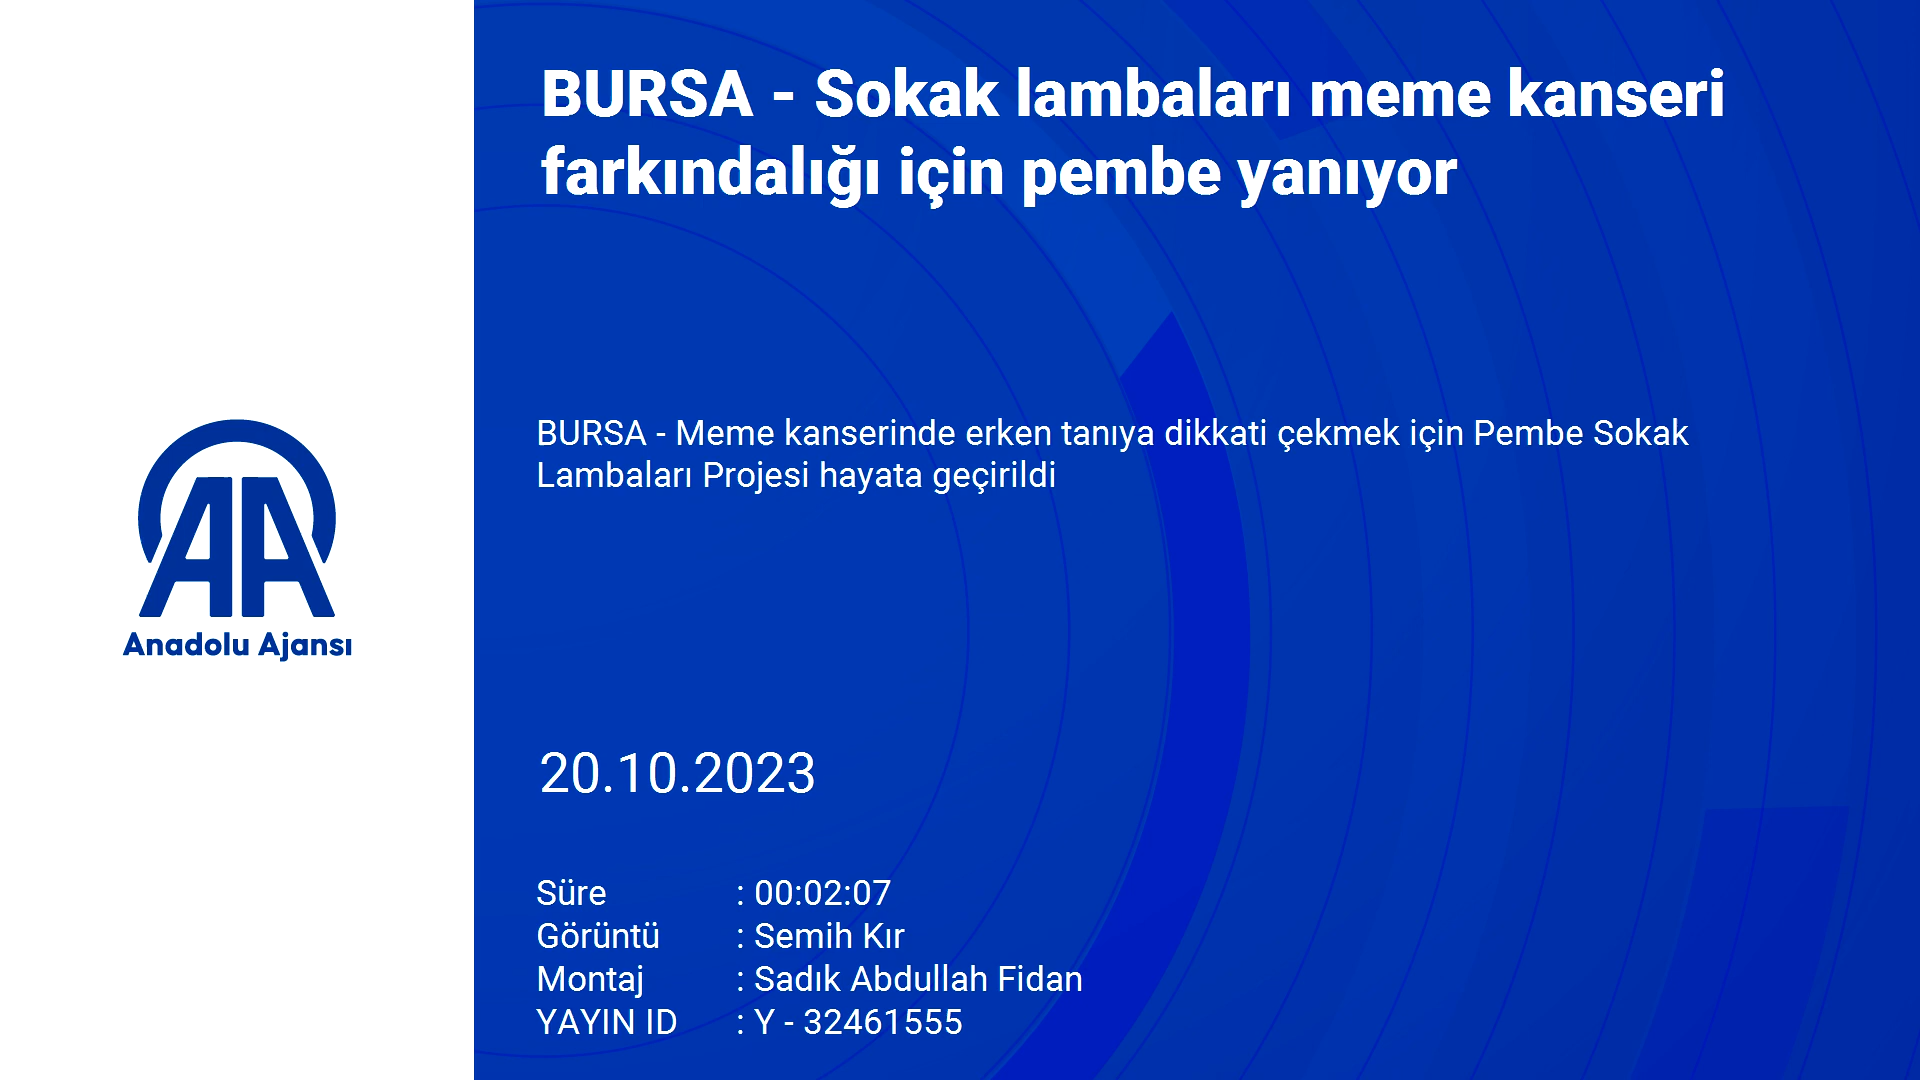 BURSA - Sokak lambaları meme kanseri
farkındalığı için pembe yanıyor
BURSA - Meme kanserinde erken tanıya dikkati çekmek için Pembe Sokak
Lambaları Projesi hayata geçirildi
AA
Anadolu Ajansı
20.10.2023
Süre : 00:02:07
Görüntü : Semih Kır
Montaj : Sadık Abdullah Fidan
YAYIN ID : Y - 32461555